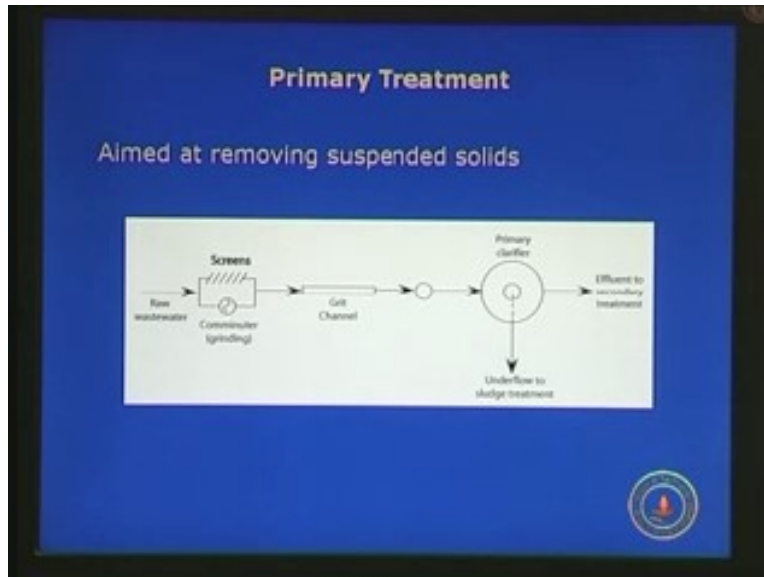 Primary Treatment
Aimed at removing suspended solids
Screens
Raw
wastewater
Comminuter
(grinding)
Grit
Channel
Primary
clarifier
Effluent to
secondary
treatment
Underflow to
sludge treatment